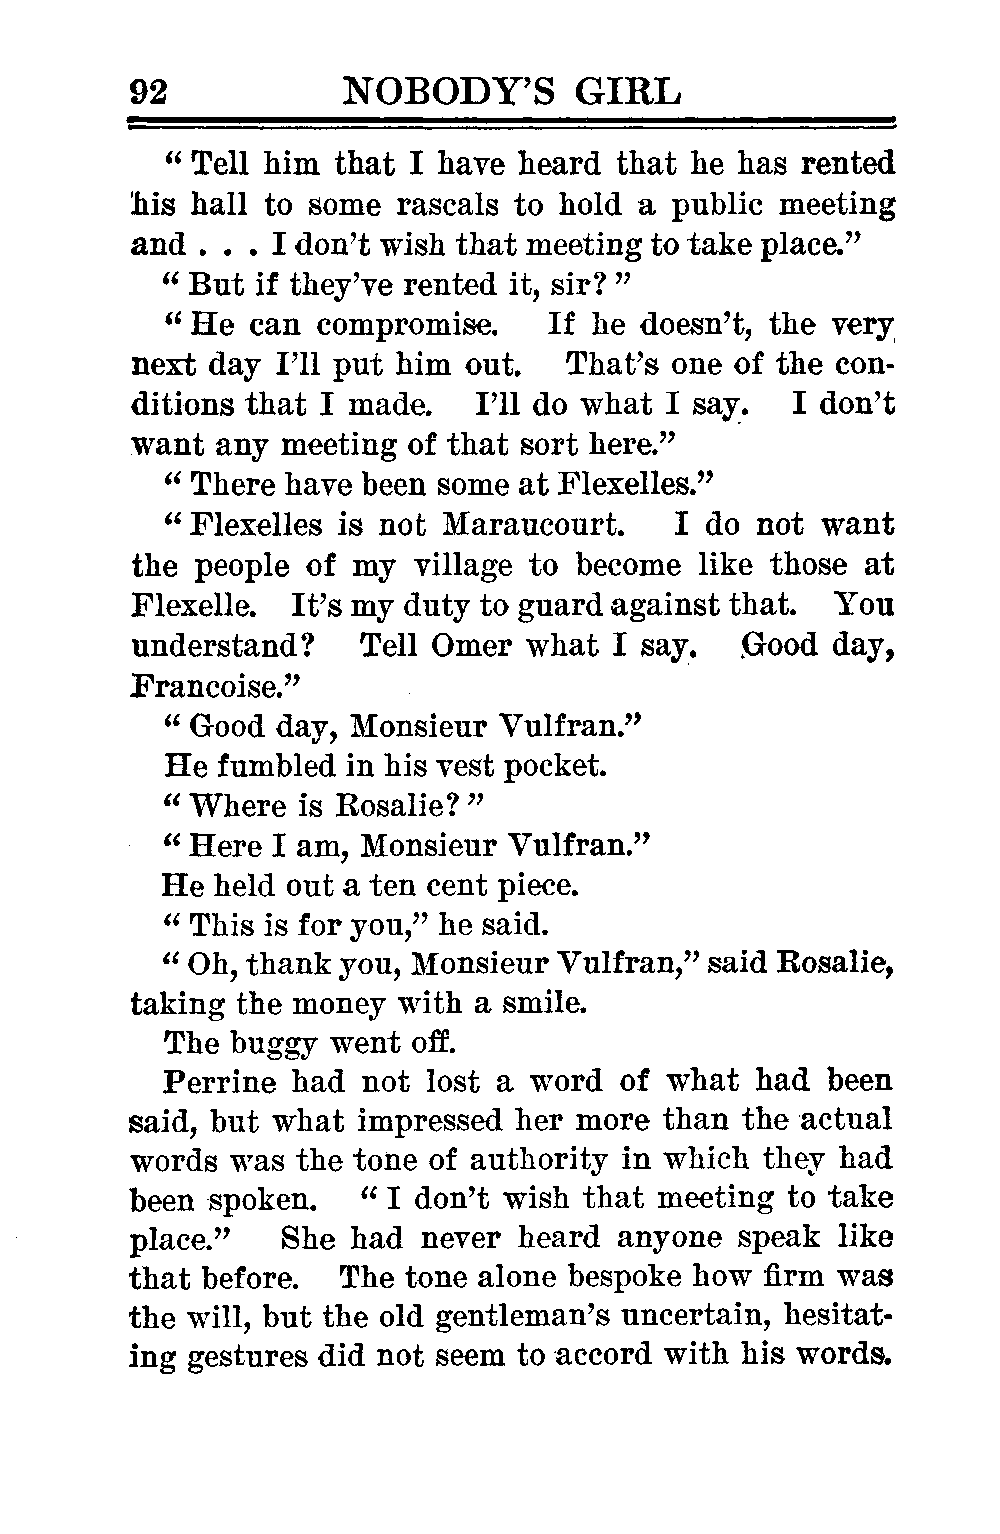 92 NOBODY'S GIRL
“ Tell him that I have heard that he has rented
his hall to some rascals to hold a public meeting
and . . . I don’t wish that meeting to take place.”
“ But if they’ve rented it, sir? ”
“ He can compromise. If he doesn’t, the very
next day I’ll put him out. That’s one of the con-
ditions that I made. I’ll do what I say. I don’t
want any meeting of that sort here.”
“ There have been some at Flexelles.”
“ Flexelles is not Maraucourt. I do not want
the people of my village to become like those at
Flexelle. It’s my duty to guard against that. You
understand? Tell Omer what I say. Good day,
Francoise.”
“ Good day, Monsieur Vulfran.”
He fumbled in his vest pocket.
“ Where is Rosalie? ”
“ Here I am, Monsieur Vulfran.”
He held out a ten cent piece.
“ This is for you,” he said.
“ Oh, thank you, Monsieur Vulfran,” said Rosalie,
taking the money with a smile.
The buggy went off.
Perrine had not lost a word of what had been
said, but what impressed her more than the actual
words was the tone of authority in which they had
been spoken. “ I don’t wish that meeting to take
place.” She had never heard anyone speak like
that before. The tone alone bespoke how firm was
the will, but the old gentleman’s uncertain, hesitat-
ing gestures did not seem to accord with his words.